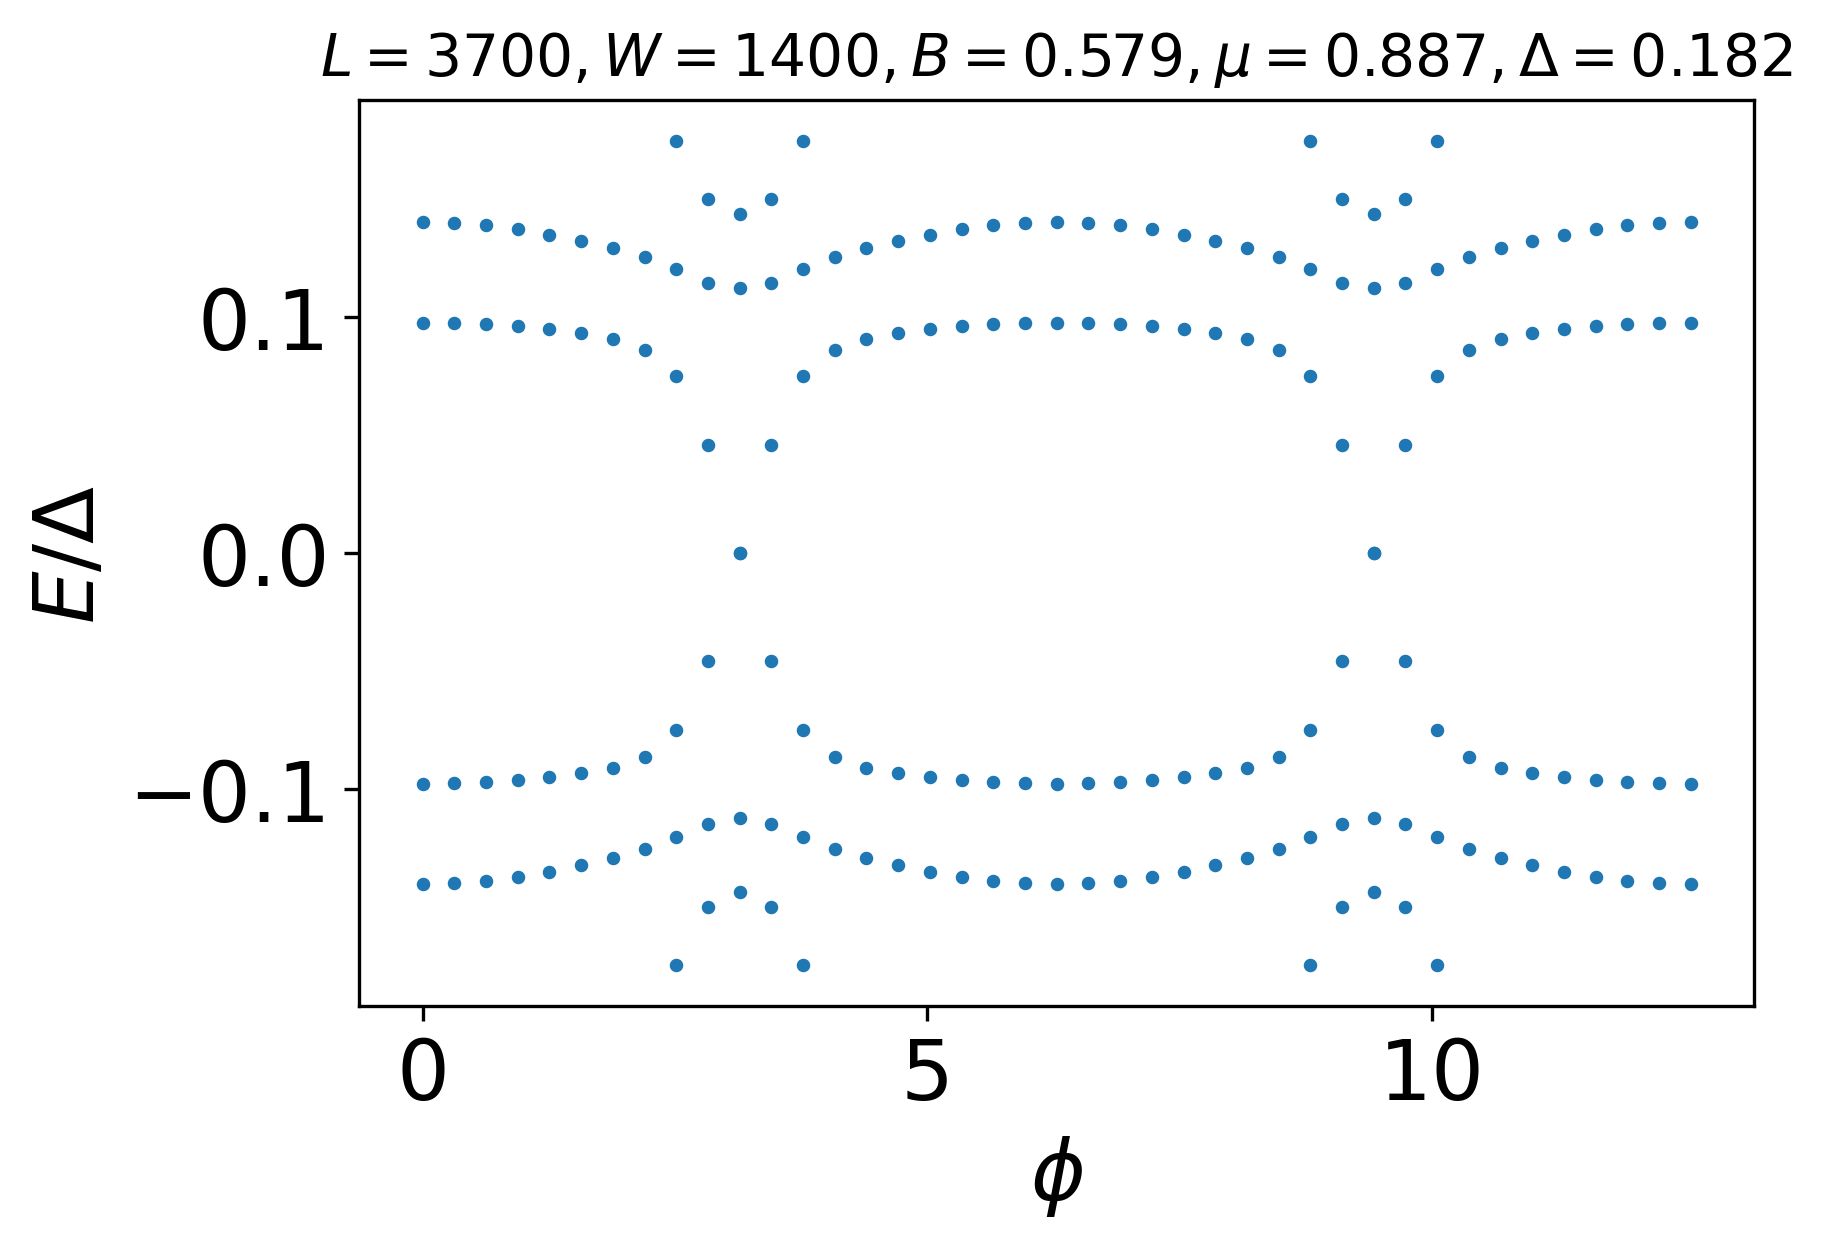 L = 3700, W = 1400, B = 0.579, μ = 0.887, Δ = 0.182
0.1
0.0
−0.1
E/Δ
0 5 10
ϕ